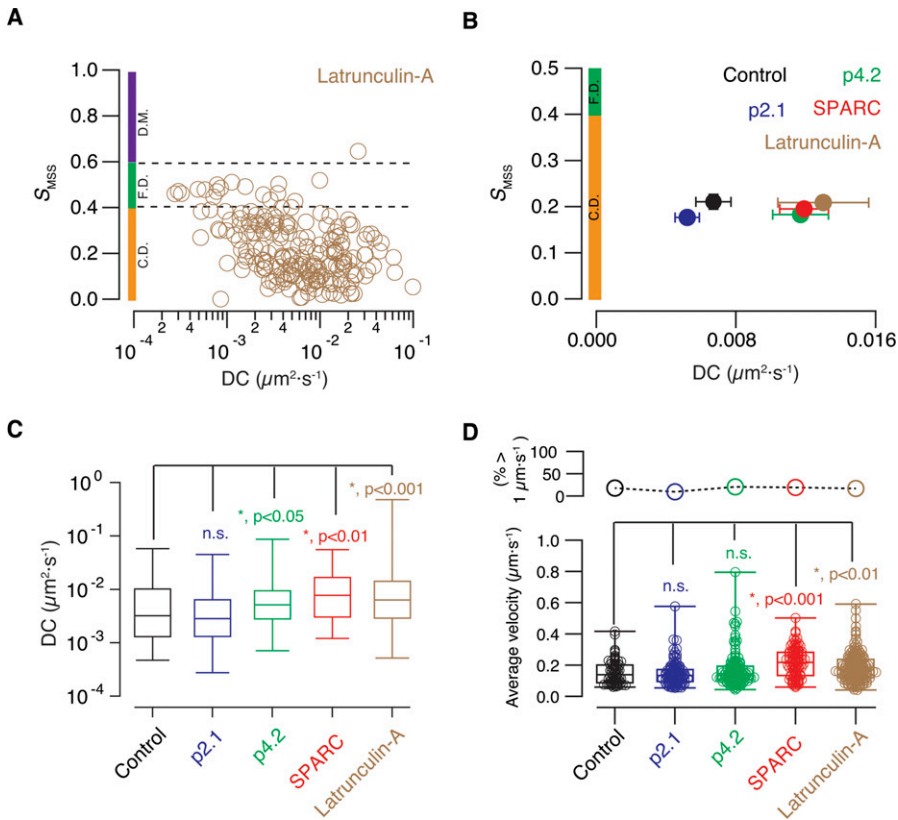 A
Latrunculin-A
S_MSS
1.0
0.8
0.6
0.4
0.2
0.0
D.M.
F.D.
C.D.
10⁻⁴
2
4
10⁻³
2
4
10⁻²
2
4
10⁻¹
DC (µm²·s⁻¹)
B
S_MSS
0.5
0.4
0.3
0.2
0.1
0.0
F.D.
C.D.
Control
p4.2
p2.1
SPARC
Latrunculin-A
0.000
0.008
0.016
DC (µm²·s⁻¹)
C
DC (µm²·s⁻¹)
10⁰
10⁻¹
10⁻²
10⁻³
10⁻⁴
n.s.
*, p<0.05
*, p<0.01
*, p<0.001
Control
p2.1
p4.2
SPARC
Latrunculin-A
D
(% >
1 µm·s⁻¹)
100
50
0
Average velocity (µm·s⁻¹)
1.0
0.8
0.6
0.4
0.2
0.0
n.s.
n.s.
*, p<0.001
*, p<0.01
Control
p2.1
p4.2
SPARC
Latrunculin-A